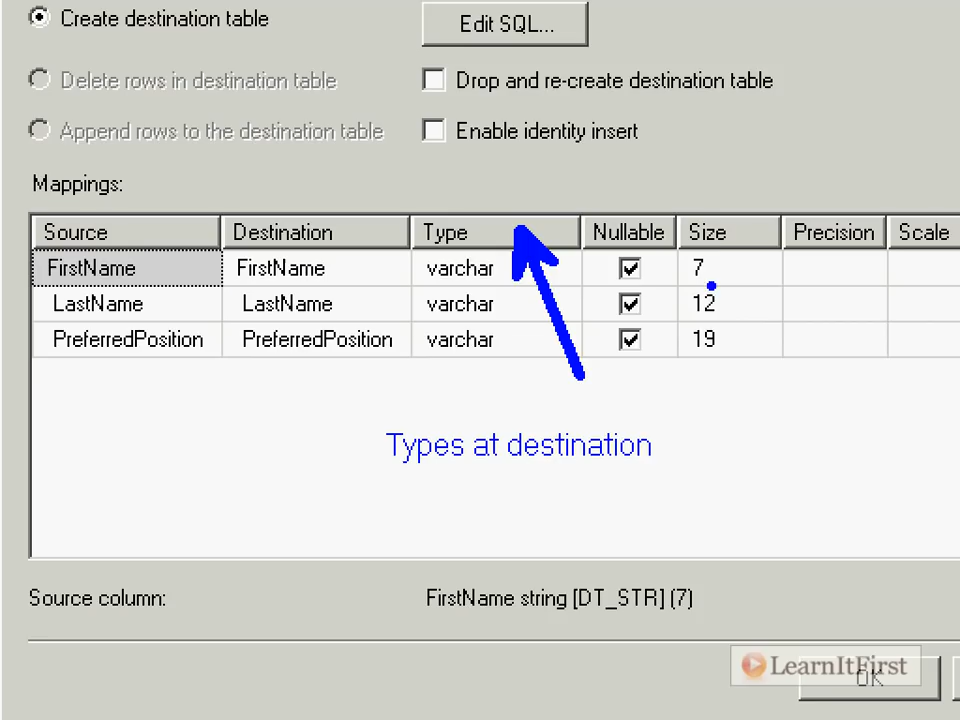 Create destination table Edit SQL...
Delete rows in destination table Drop and re-create destination table
Append rows to the destination table Enable identity insert
Mappings:
Source Destination Type Nullable Size Precision Scale
FirstName FirstName varchar 7
LastName LastName varchar 12
PreferredPosition PreferredPosition varchar 19
Types at destination
Source column: FirstName string [DT_STR] (7)
LearnItFirst
OK